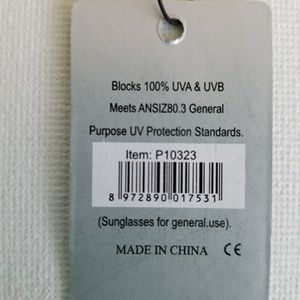 Blocks 100% UVA & UVB
Meets ANSIZ80.3 General
Purpose UV Protection Standards.
Item: P10323
8 972890 017531
(Sunglasses for general.use).
MADE IN CHINA CE